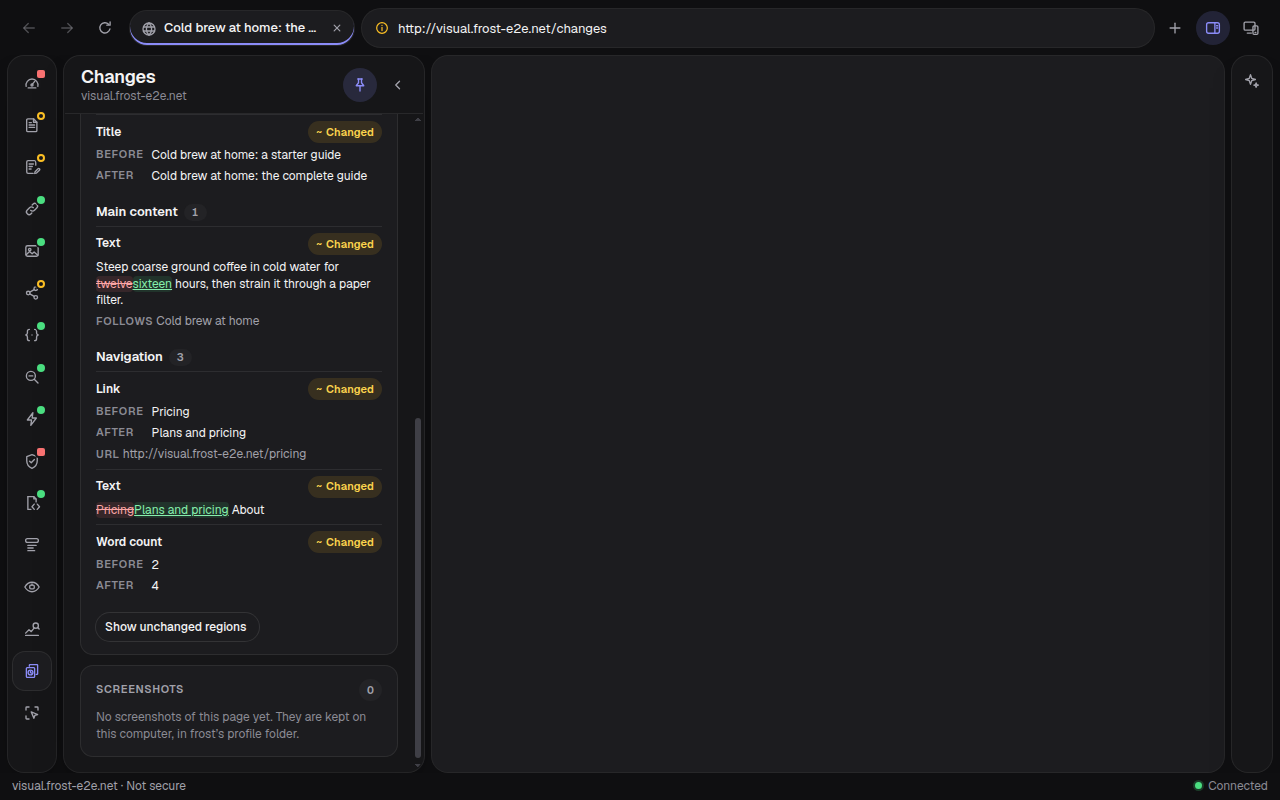 Cold brew at home: the ...
http://visual.frost-e2e.net/changes
Changes
visual.frost-e2e.net
Title
~ Changed
BEFORE Cold brew at home: a starter guide
AFTER Cold brew at home: the complete guide
Main content 1
Text
~ Changed
Steep coarse ground coffee in cold water for
twelvesixteen hours, then strain it through a paper
filter.
FOLLOWS Cold brew at home
Navigation 3
Link
~ Changed
BEFORE Pricing
AFTER Plans and pricing
URL http://visual.frost-e2e.net/pricing
Text
~ Changed
PricingPlans and pricing About
Word count
~ Changed
BEFORE 2
AFTER 4
Show unchanged regions
SCREENSHOTS 0
No screenshots of this page yet. They are kept on
this computer, in frost's profile folder.
visual.frost-e2e.net · Not secure
Connected